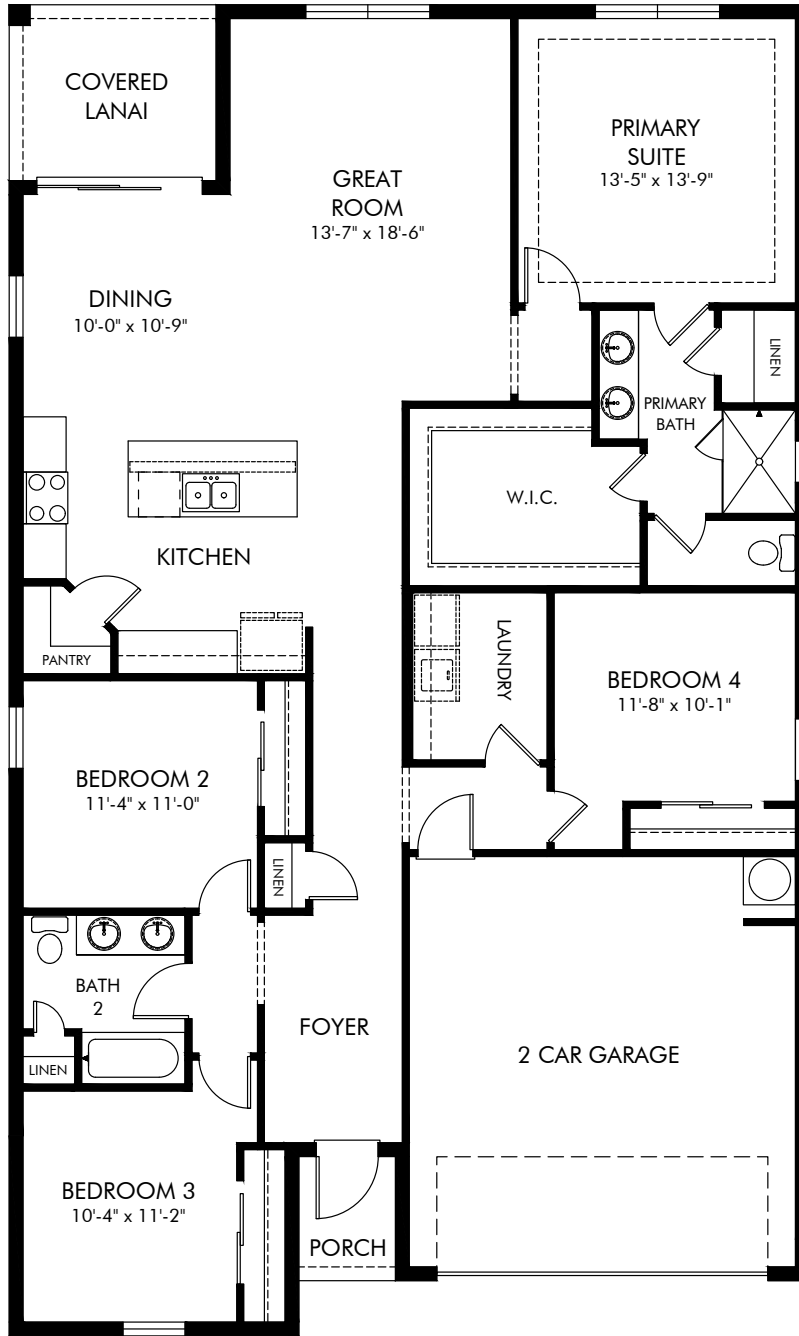 COVERED
LANAI
PRIMARY
SUITE
13'-5" x 13'-9"
GREAT
ROOM
13'-7" x 18'-6"
DINING
10'-0" x 10'-9"
LINEN
PRIMARY
BATH
W.I.C.
KITCHEN
PANTRY
LAUNDRY
BEDROOM 4
11'-8" x 10'-1"
BEDROOM 2
11'-4" x 11'-0"
LINEN
BATH
2
FOYER
2 CAR GARAGE
LINEN
BEDROOM 3
10'-4" x 11'-2"
PORCH